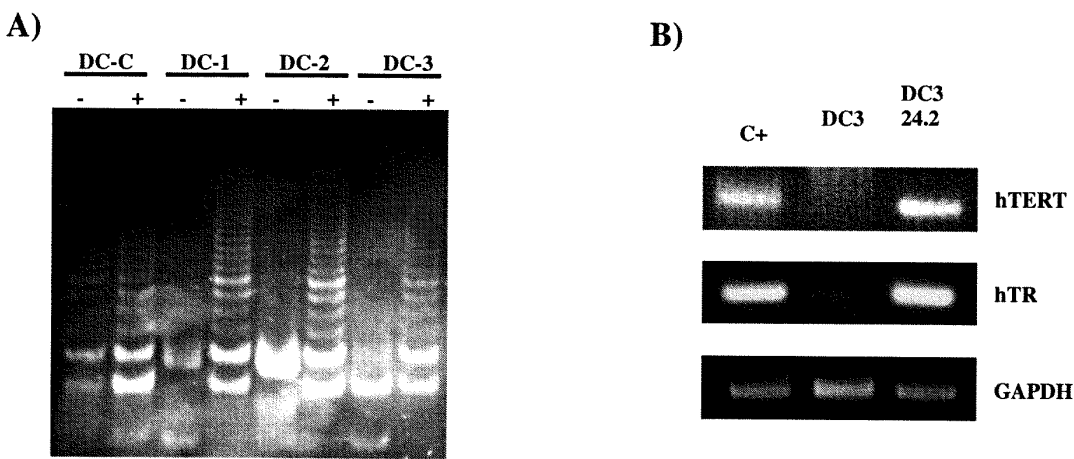 A)
DC-C DC-1 DC-2 DC-3
- + - + - + - +
B)
C+ DC3 DC3 24.2
hTERT
hTR
GAPDH